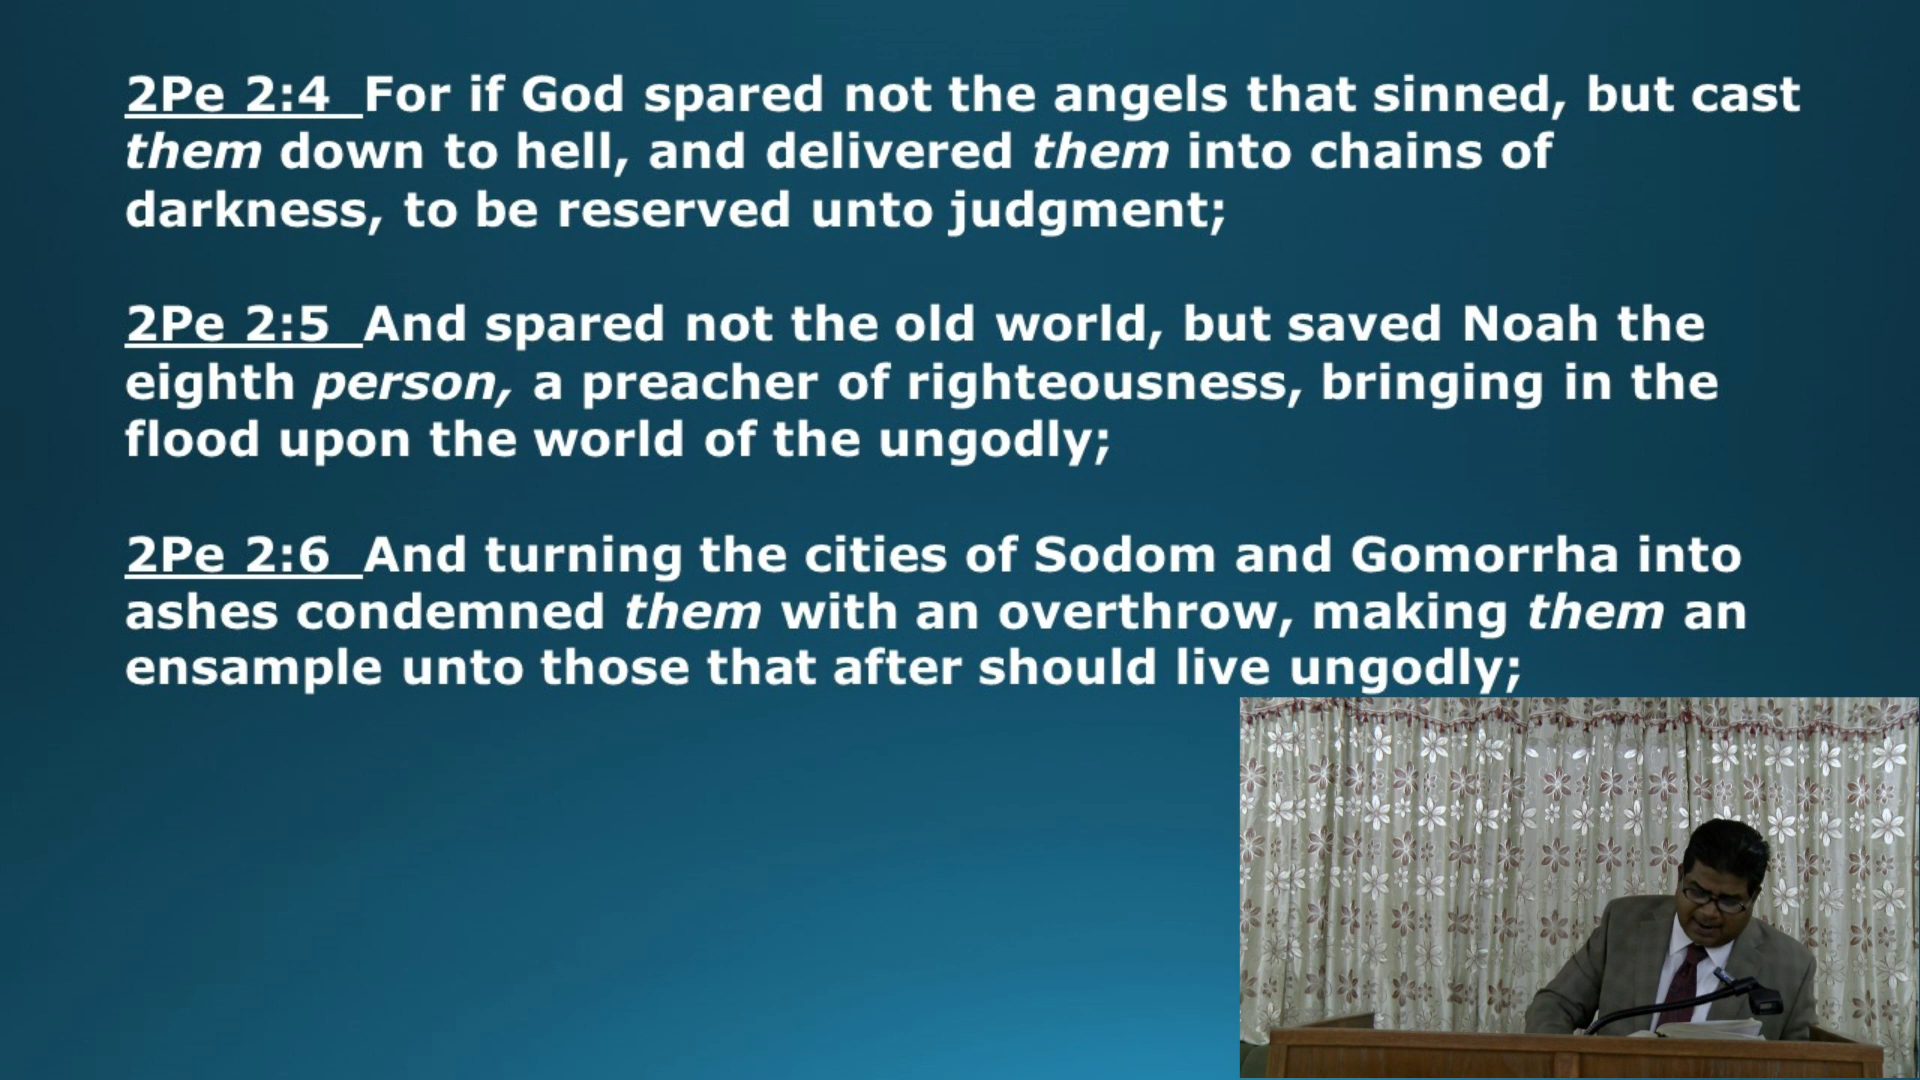 2Pe 2:4 For if God spared not the angels that sinned, but cast
them down to hell, and delivered them into chains of
darkness, to be reserved unto judgment;
2Pe 2:5 And spared not the old world, but saved Noah the
eighth person, a preacher of righteousness, bringing in the
flood upon the world of the ungodly;
2Pe 2:6 And turning the cities of Sodom and Gomorrha into
ashes condemned them with an overthrow, making them an
ensample unto those that after should live ungodly;